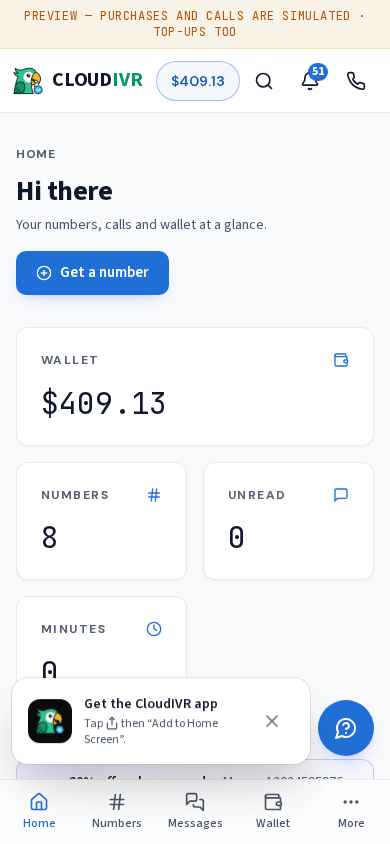 PREVIEW — PURCHASES AND CALLS ARE SIMULATED ·
TOP-UPS TOO
CLOUDIVR
$409.13
51
HOME
Hi there
Your numbers, calls and wallet at a glance.
Get a number
WALLET
$409.13
NUMBERS
8
UNREAD
0
MINUTES
0
Get the CloudIVR app
Tap then “Add to Home
Screen”.
Home
Numbers
Messages
Wallet
More